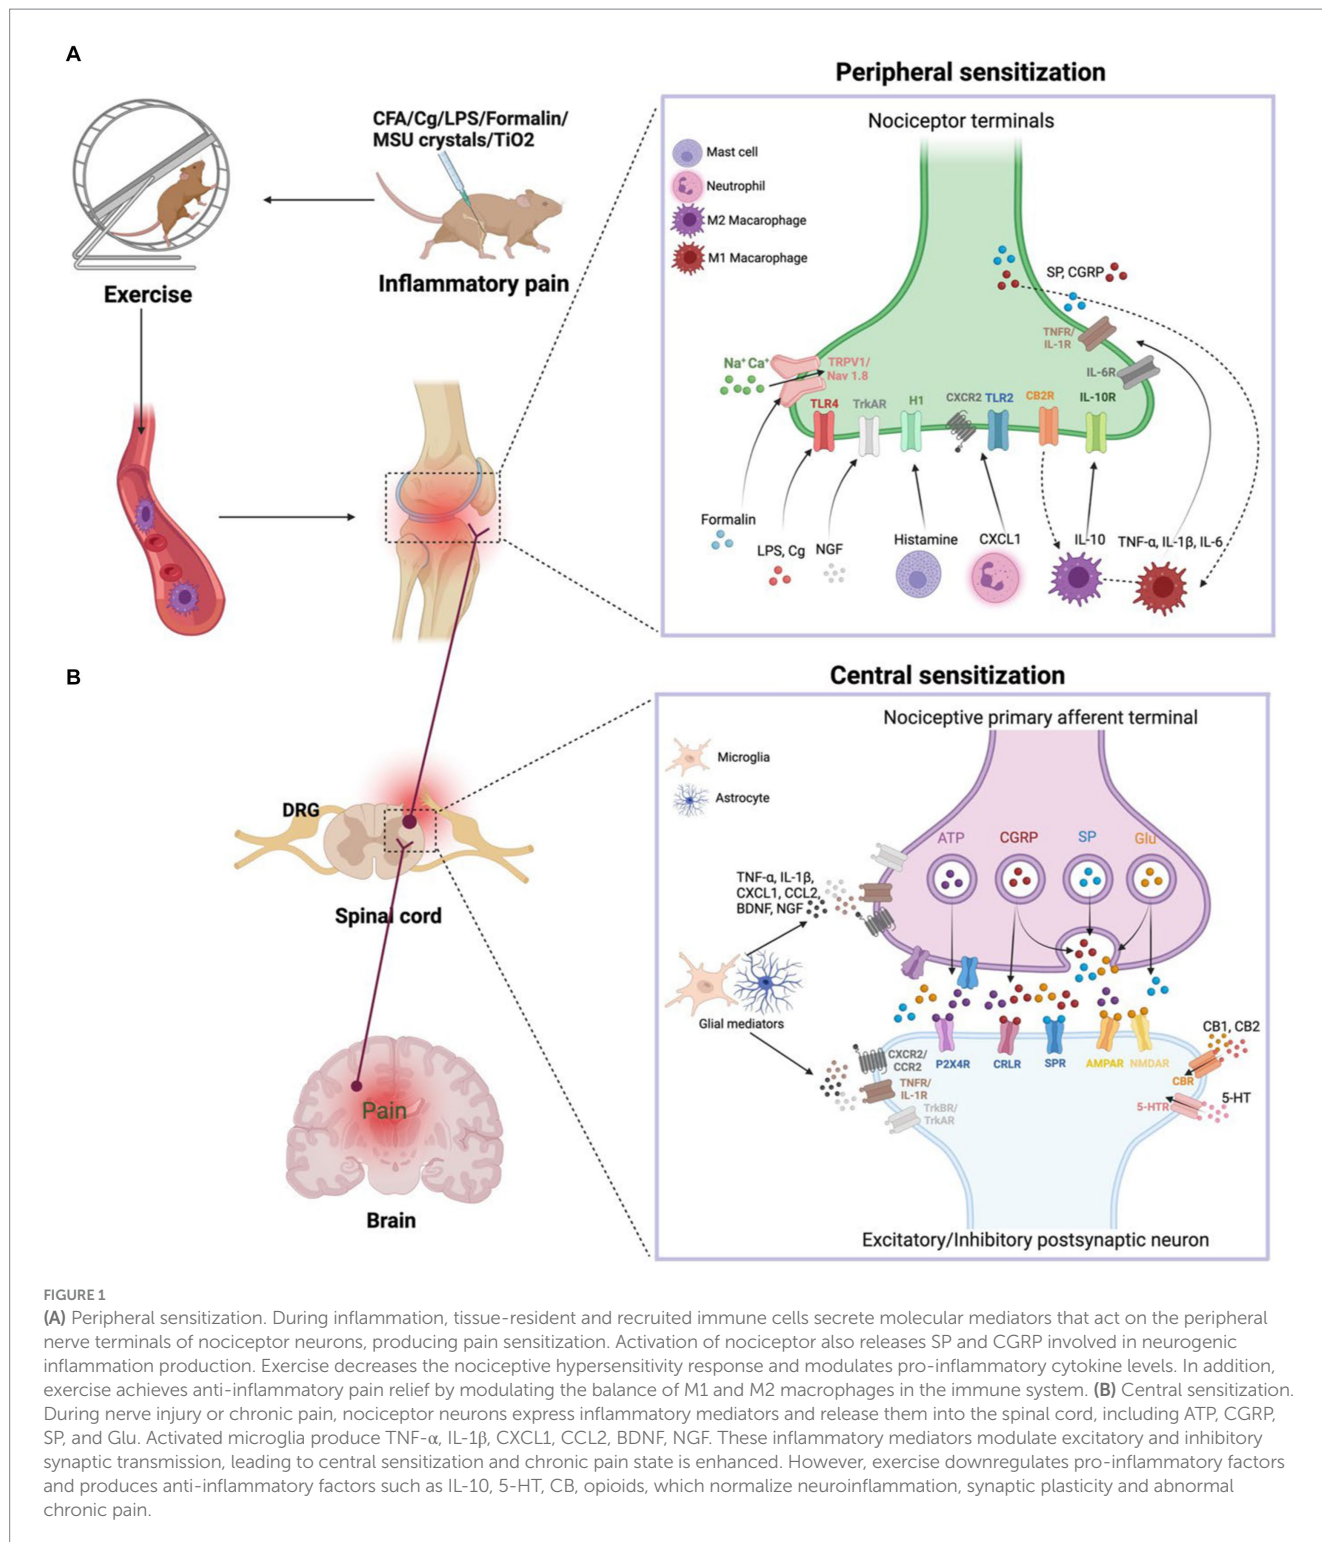 A
Peripheral sensitization
CFA/Cg/LPS/Formalin/
MSU crystals/TiO2
Exercise
Inflammatory pain
Nociceptor terminals
Mast cell
Neutrophil
M2 Macarophage
M1 Macarophage
SP, CGRP
TNFR/
IL-1R
IL-6R
Na⁺ Ca⁺
TRPV1/
Nav 1.8
TLR4
TrkAR
H1
CXCR2
TLR2
CB2R
IL-10R
Formalin
LPS, Cg
NGF
Histamine
CXCL1
IL-10
TNF-α, IL-1β, IL-6
B
Central sensitization
DRG
Spinal cord
Pain
Brain
Nociceptive primary afferent terminal
Microglia
Astrocyte
ATP
CGRP
SP
Glu
TNF-α, IL-1β,
CXCL1, CCL2,
BDNF, NGF
Glial mediators
CXCR2/
CCR2
TNFR/
IL-1R
TrkBR/
TrkAR
P2X4R
CRLR
SPR
AMPAR
NMDAR
CB1, CB2
CBR
5-HTR
5-HT
Excitatory/Inhibitory postsynaptic neuron
FIGURE 1
(A) Peripheral sensitization. During inflammation, tissue-resident and recruited immune cells secrete molecular mediators that act on the peripheral
nerve terminals of nociceptor neurons, producing pain sensitization. Activation of nociceptor also releases SP and CGRP involved in neurogenic
inflammation production. Exercise decreases the nociceptive hypersensitivity response and modulates pro-inflammatory cytokine levels. In addition,
exercise achieves anti-inflammatory pain relief by modulating the balance of M1 and M2 macrophages in the immune system. (B) Central sensitization.
During nerve injury or chronic pain, nociceptor neurons express inflammatory mediators and release them into the spinal cord, including ATP, CGRP,
SP, and Glu. Activated microglia produce TNF-α, IL-1β, CXCL1, CCL2, BDNF, NGF. These inflammatory mediators modulate excitatory and inhibitory
synaptic transmission, leading to central sensitization and chronic pain state is enhanced. However, exercise downregulates pro-inflammatory factors
and produces anti-inflammatory factors such as IL-10, 5-HT, CB, opioids, which normalize neuroinflammation, synaptic plasticity and abnormal
chronic pain.